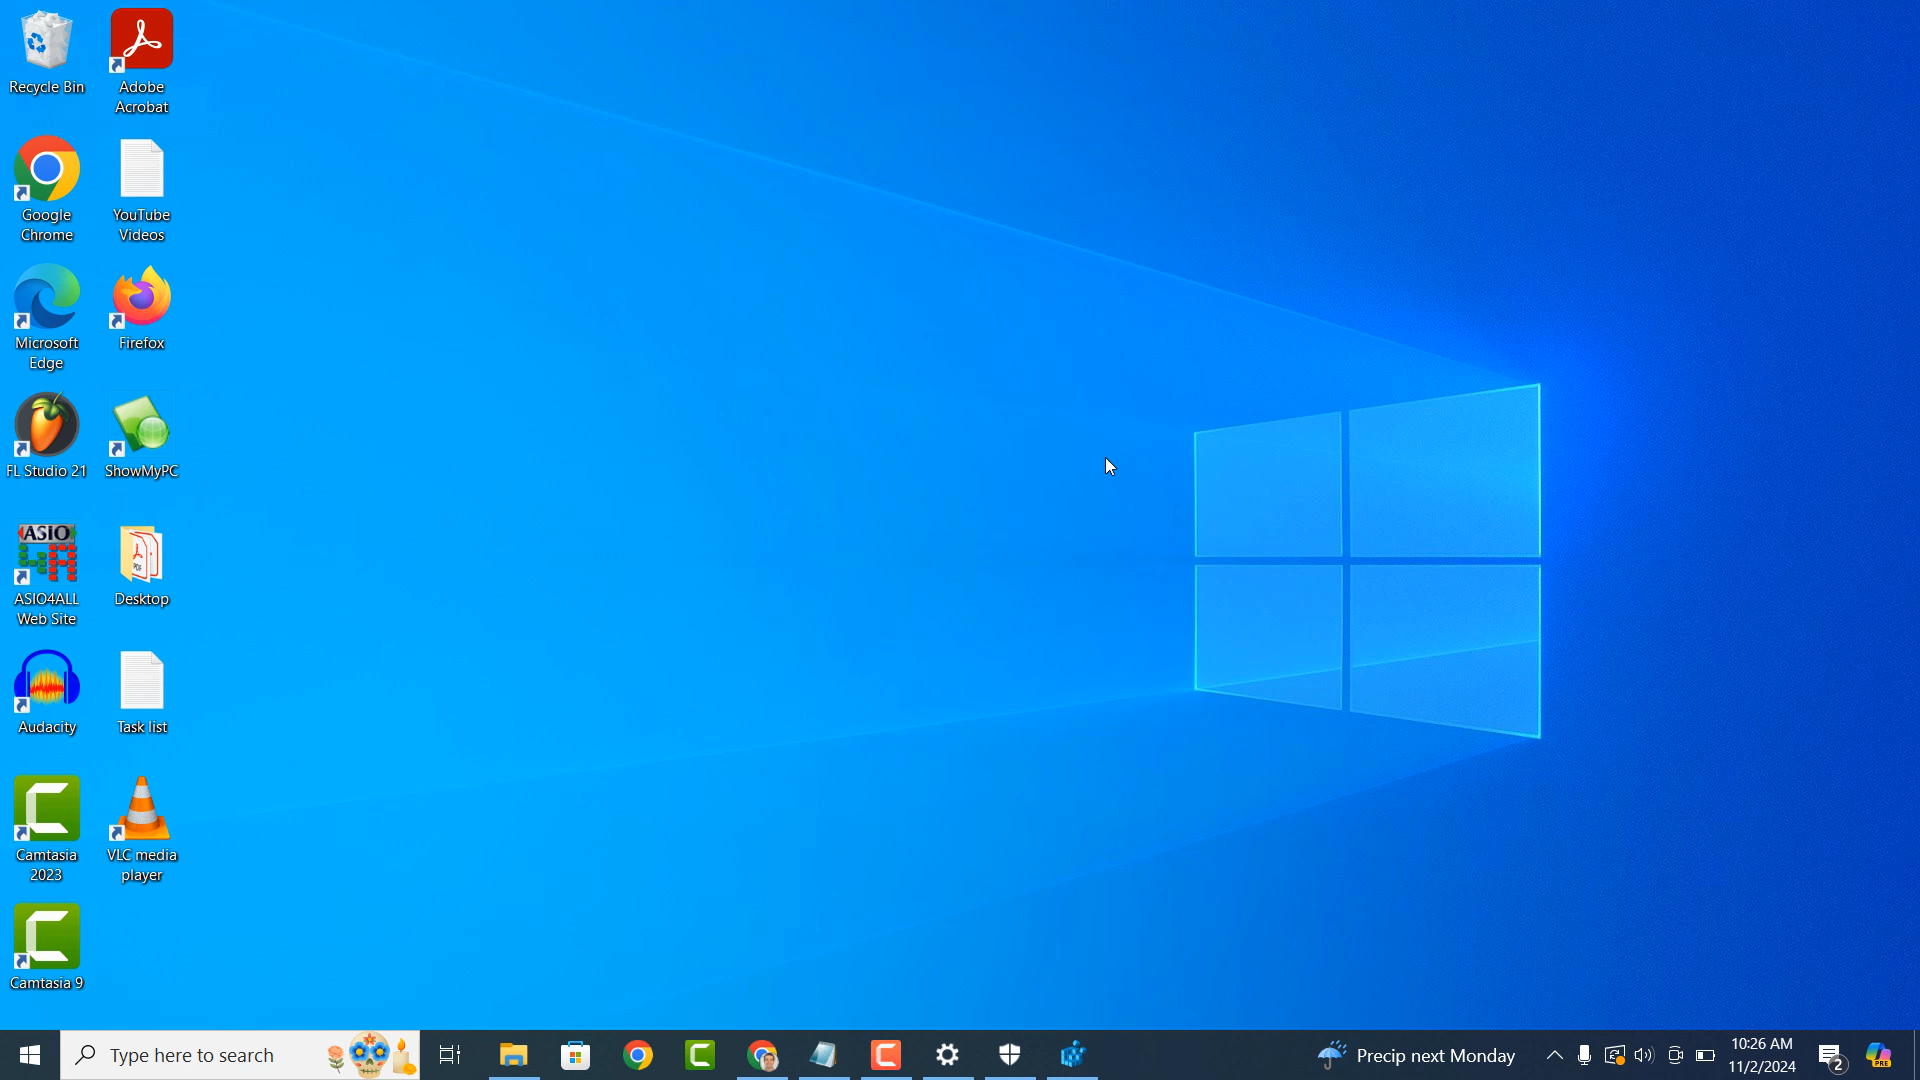 Recycle Bin
Adobe
Acrobat
Google
Chrome
YouTube
Videos
Microsoft
Edge
Firefox
FL Studio 21
ShowMyPC
ASIO
ASIO4ALL
Web Site
PDF
Desktop
Audacity
Task list
Camtasia
2023
VLC media
player
Camtasia 9
Type here to search
Precip next Monday
10:26 AM
11/2/2024
2
PRE